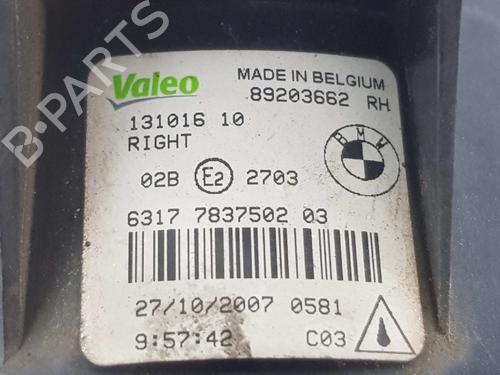 B-PARTS
Valeo
MADE IN BELGIUM
89203662 RH
131016 10
RIGHT
BMW
02B E2 2703
6317 7837502 03
27/10/2007 0581
9:57:42 C03